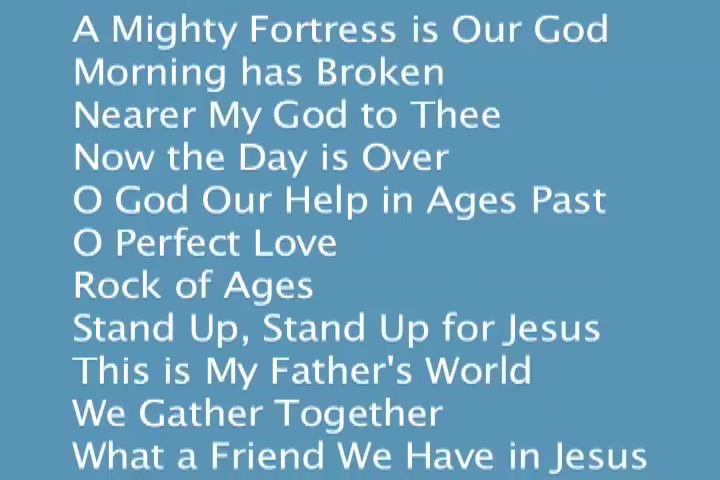 A Mighty Fortress is Our God
Morning has Broken
Nearer My God to Thee
Now the Day is Over
O God Our Help in Ages Past
O Perfect Love
Rock of Ages
Stand Up, Stand Up for Jesus
This is My Father's World
We Gather Together
What a Friend We Have in Jesus